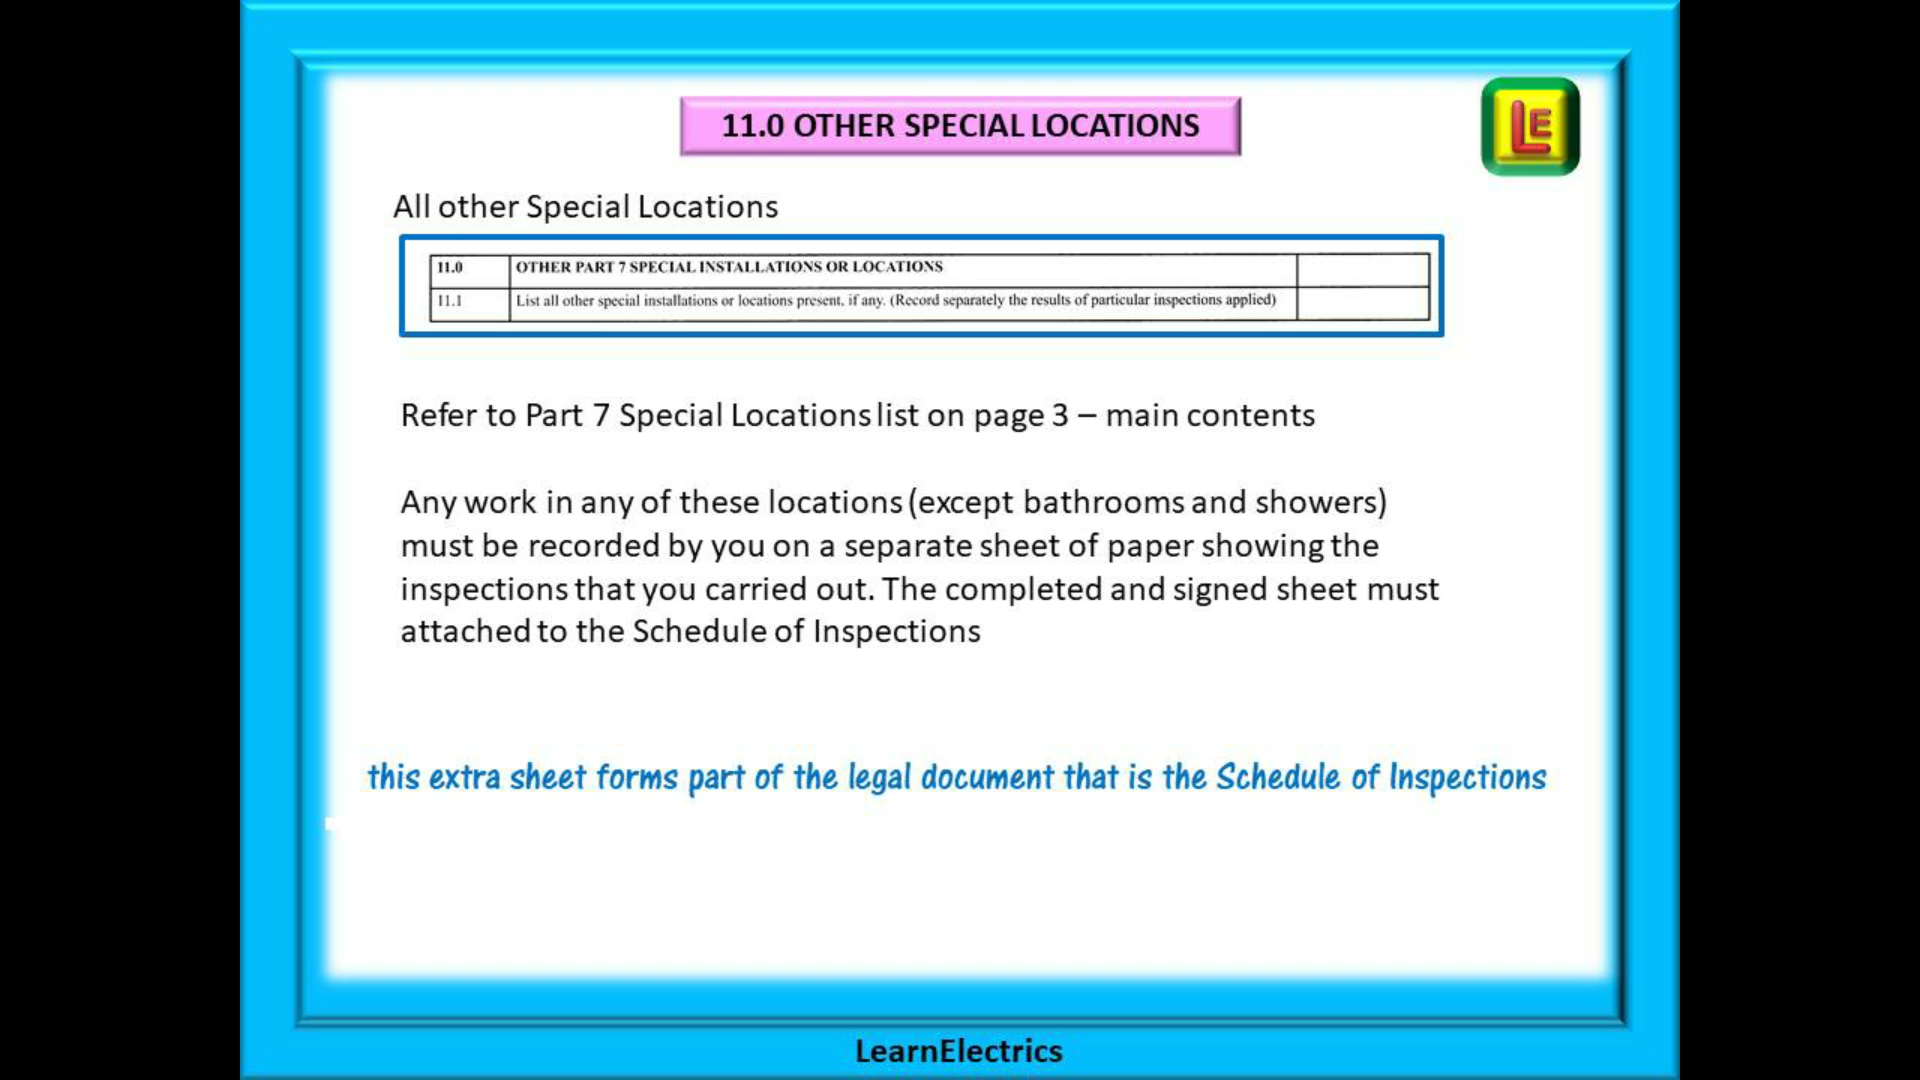 11.0 OTHER SPECIAL LOCATIONS
LE
All other Special Locations
11.0 OTHER PART 7 SPECIAL INSTALLATIONS OR LOCATIONS
11.1 List all other special installations or locations present, if any. (Record separately the results of particular inspections applied)
Refer to Part 7 Special Locations list on page 3 – main contents
Any work in any of these locations (except bathrooms and showers)
must be recorded by you on a separate sheet of paper showing the
inspections that you carried out. The completed and signed sheet must
attached to the Schedule of Inspections
this extra sheet forms part of the legal document that is the Schedule of Inspections
LearnElectrics